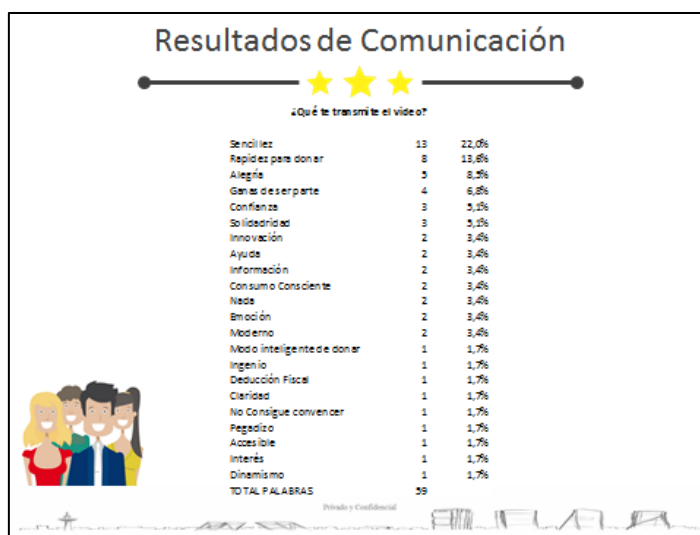 Resultados de Comunicación
¿Qué te transmite el video?
Sencillez 13 22,0%
Rapidez para donar 8 13,6%
Alegría 5 8,5%
Ganas de ser parte 4 6,8%
Confianza 3 5,1%
Solidadridad 3 5,1%
Innovación 2 3,4%
Ayuda 2 3,4%
Información 2 3,4%
Consumo Consciente 2 3,4%
Nada 2 3,4%
Emoción 2 3,4%
Moderno 2 3,4%
Modo inteligente de donar 1 1,7%
Ingenio 1 1,7%
Deducción Fiscal 1 1,7%
Claridad 1 1,7%
No Consigue convencer 1 1,7%
Pegadizo 1 1,7%
Accesible 1 1,7%
Interés 1 1,7%
Dinamismo 1 1,7%
TOTAL PALABRAS 59
Privado y Confidencial